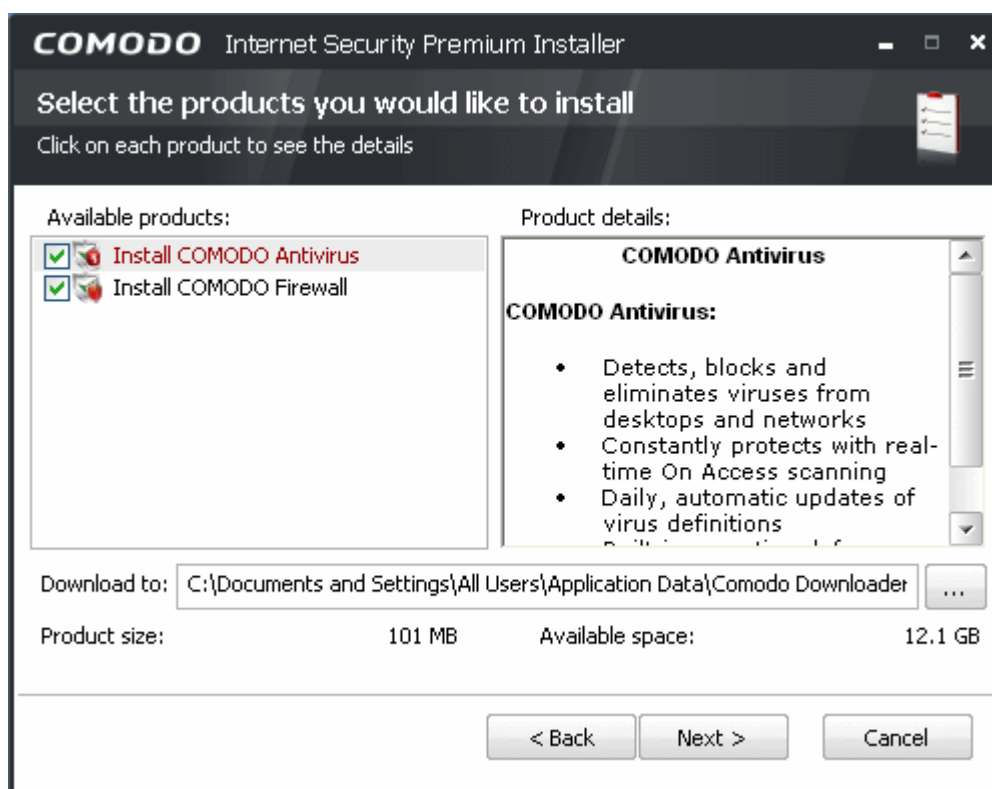 COMODO Internet Security Premium Installer
Select the products you would like to install
Click on each product to see the details
Available products:
Install COMODO Antivirus
Install COMODO Firewall
Product details:
COMODO Antivirus
COMODO Antivirus:
• Detects, blocks and
eliminates viruses from
desktops and networks
• Constantly protects with real-
time On Access scanning
• Daily, automatic updates of
virus definitions
Download to: C:\Documents and Settings\All Users\Application Data\Comodo Downloader ...
Product size: 101 MB Available space: 12.1 GB
< Back Next > Cancel